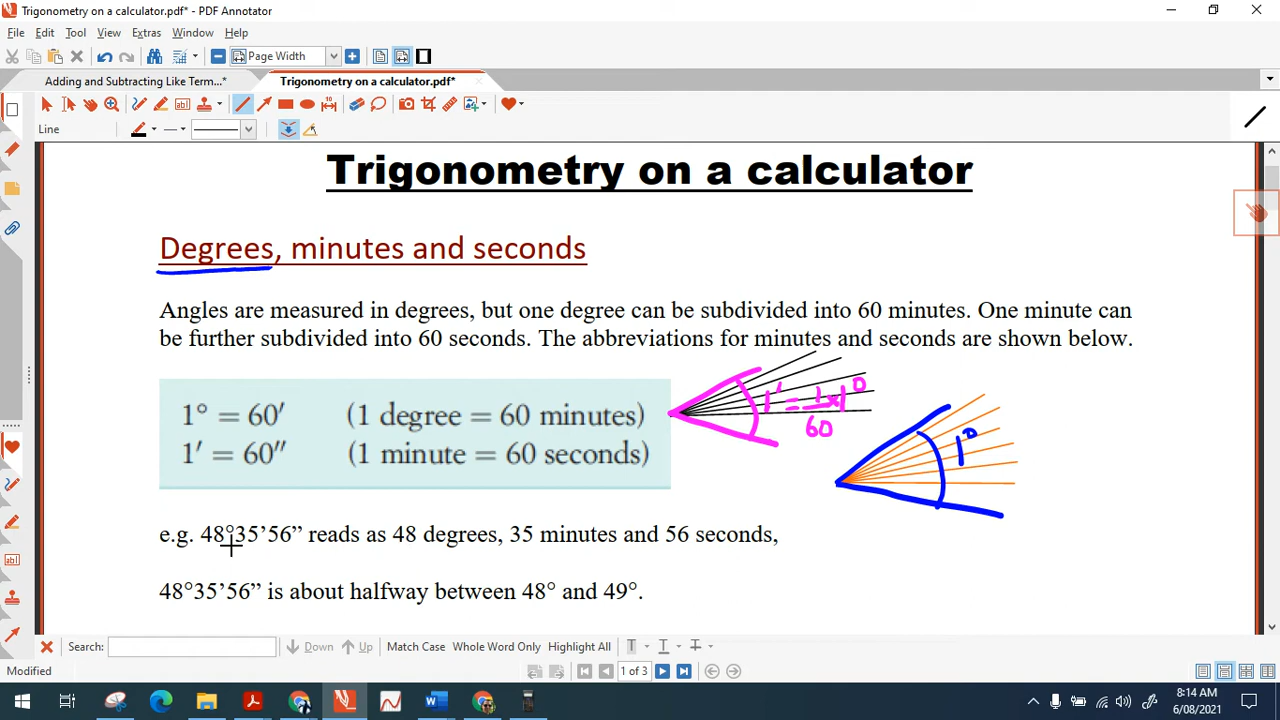 Trigonometry on a calculator.pdf* - PDF Annotator
File Edit Tool View Extras Window Help
Page Width
Adding and Subtracting Like Term...* Trigonometry on a calculator.pdf*
Line
Trigonometry on a calculator
Degrees, minutes and seconds
Angles are measured in degrees, but one degree can be subdivided into 60 minutes. One minute can
be further subdivided into 60 seconds. The abbreviations for minutes and seconds are shown below.
1° = 60′ (1 degree = 60 minutes)
1′ = 60″ (1 minute = 60 seconds)
1' = 1/60 x 1°
1°
e.g. 48°35’56” reads as 48 degrees, 35 minutes and 56 seconds,
48°35’56” is about halfway between 48° and 49°.
Search: Down Up Match Case Whole Word Only Highlight All T T T
Modified 1 of 3
8:14 AM
6/08/2021